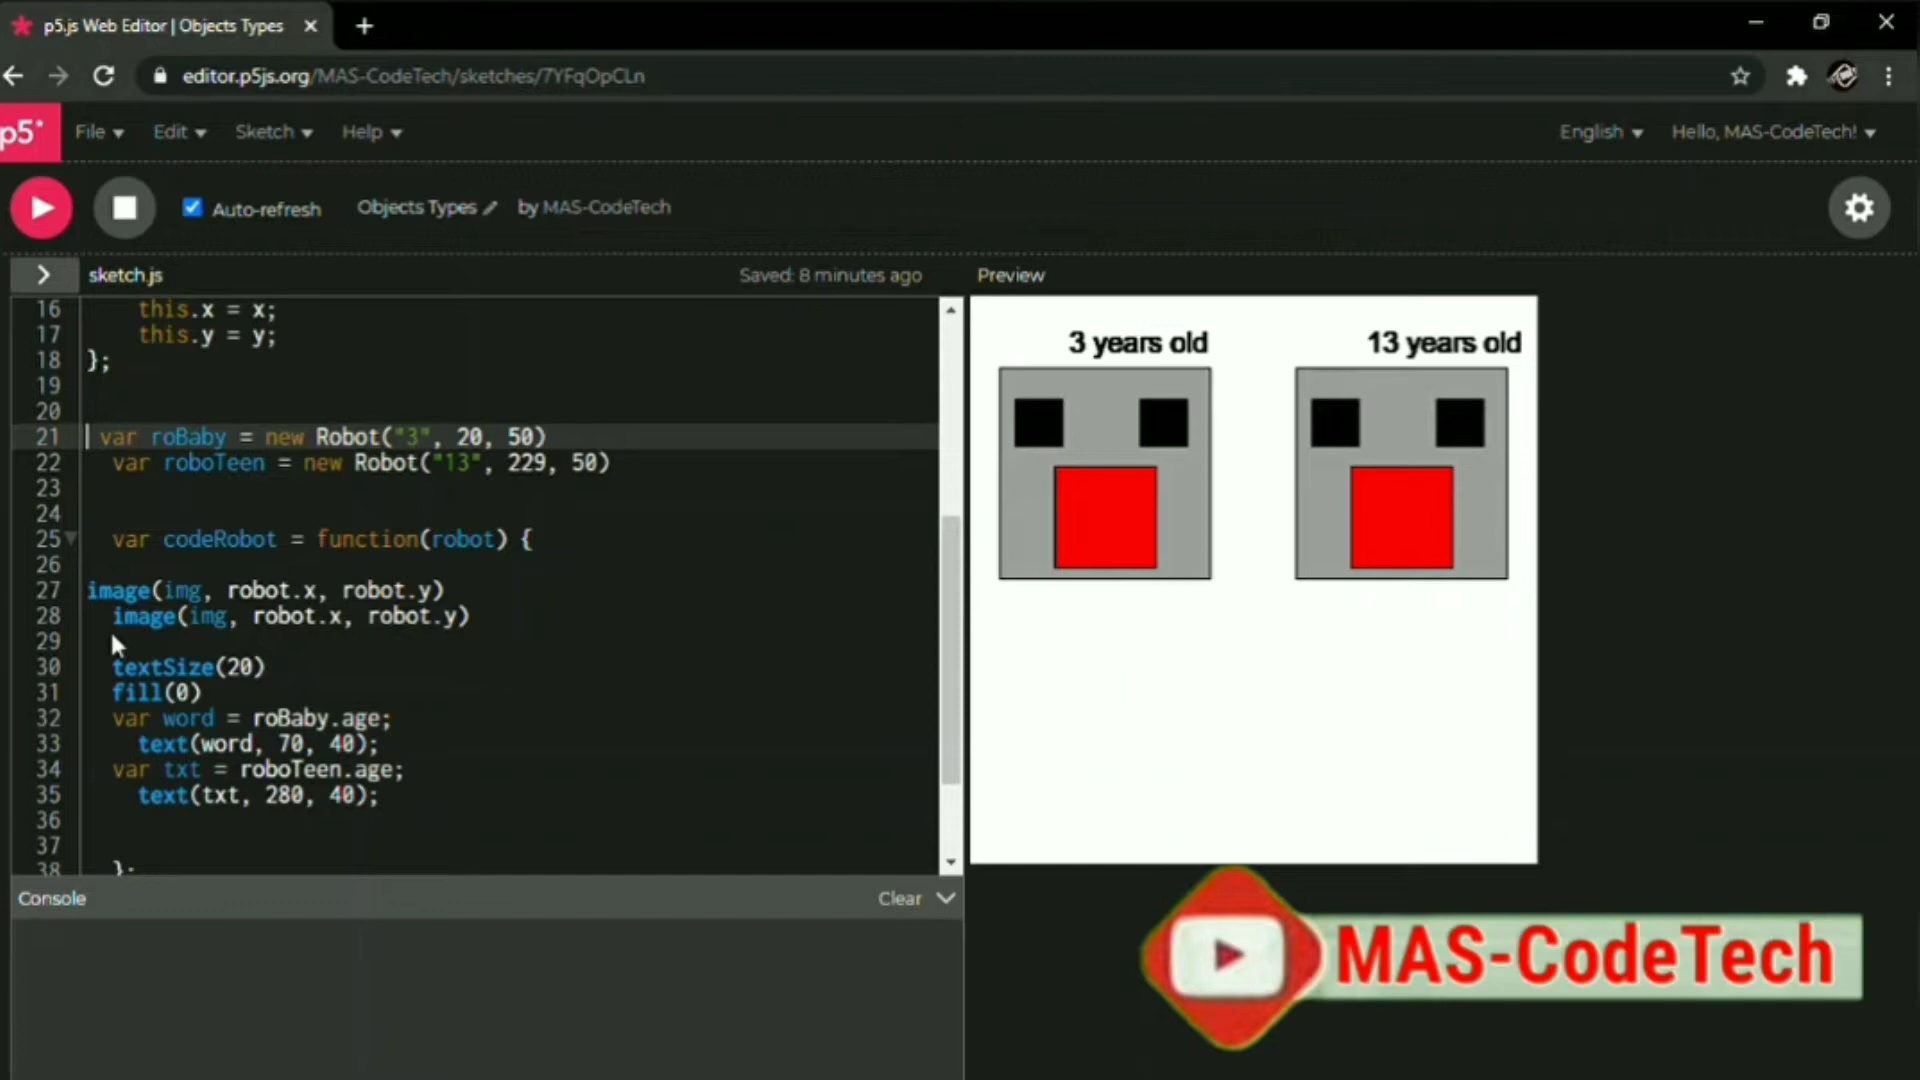 p5.js Web Editor | Objects Types
editor.p5js.org/MAS-CodeTech/sketches/7YFqOpCLn
p5* File Edit Sketch Help English Hello, MAS-CodeTech!
Auto-refresh Objects Types by MAS-CodeTech
sketch.js Saved: 8 minutes ago Preview
16 this.x = x;
17 this.y = y;
18 };
19
20
21 var roBaby = new Robot("3", 20, 50)
22 var roboTeen = new Robot("13", 229, 50)
23
24
25 var codeRobot = function(robot) {
26
27 image(img, robot.x, robot.y)
28 image(img, robot.x, robot.y)
29
30 textSize(20)
31 fill(0)
32 var word = roBaby.age;
33 text(word, 70, 40);
34 var txt = roboTeen.age;
35 text(txt, 280, 40);
36
37
38 };
3 years old 13 years old
Console Clear
MAS-CodeTech